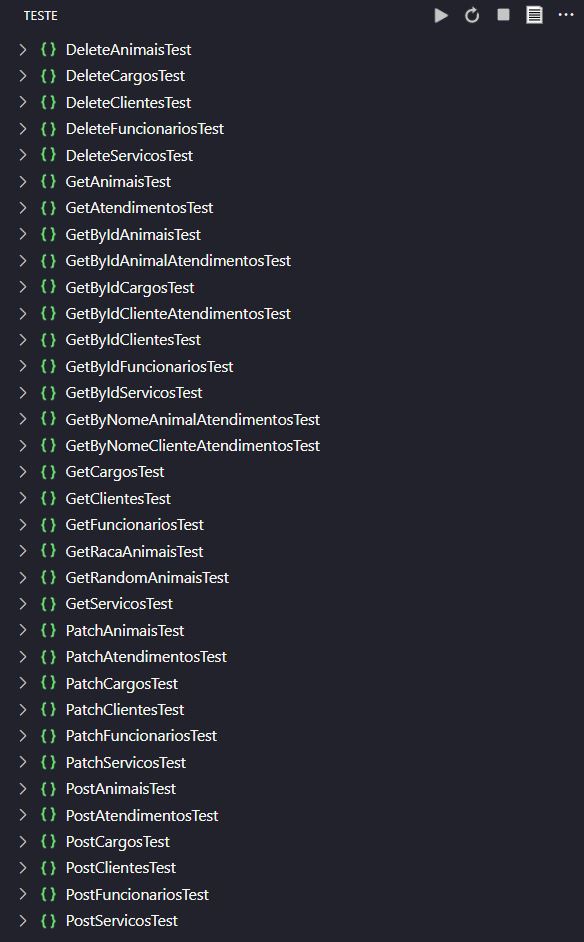 TESTE
DeleteAnimaisTest
DeleteCargosTest
DeleteClientesTest
DeleteFuncionariosTest
DeleteServicosTest
GetAnimaisTest
GetAtendimentosTest
GetByIdAnimaisTest
GetByIdAnimalAtendimentosTest
GetByIdCargosTest
GetByIdClienteAtendimentosTest
GetByIdClientesTest
GetByIdFuncionariosTest
GetByIdServicosTest
GetByNomeAnimalAtendimentosTest
GetByNomeClienteAtendimentosTest
GetCargosTest
GetClientesTest
GetFuncionariosTest
GetRacaAnimaisTest
GetRandomAnimaisTest
GetServicosTest
PatchAnimaisTest
PatchAtendimentosTest
PatchCargosTest
PatchClientesTest
PatchFuncionariosTest
PatchServicosTest
PostAnimaisTest
PostAtendimentosTest
PostCargosTest
PostClientesTest
PostFuncionariosTest
PostServicosTest